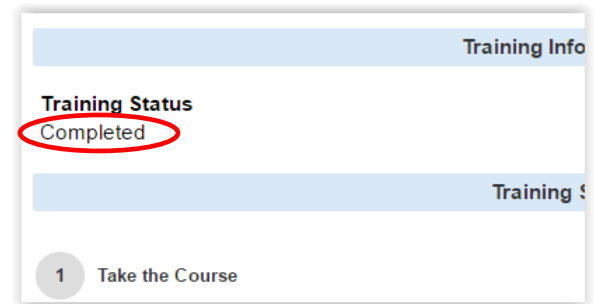 Training Info
Training Status
Completed
Training
1 Take the Course